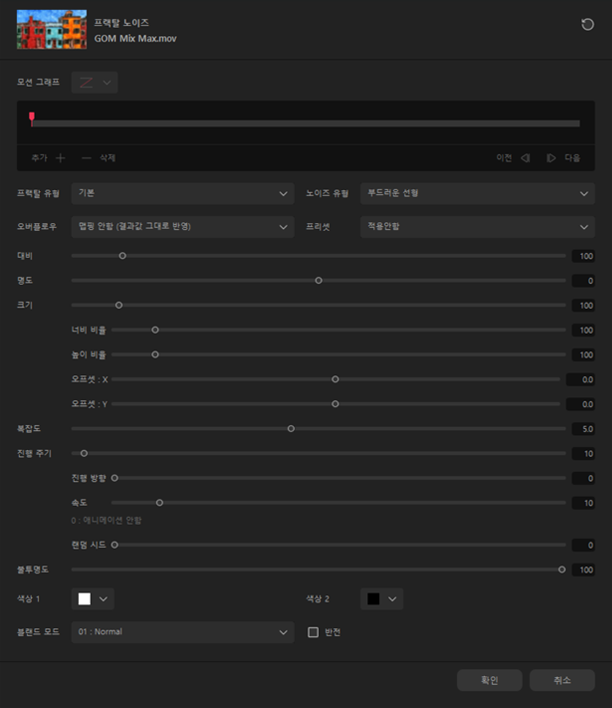 프랙탈 노이즈
GOM Mix Max.mov
모션 그래프
추가 삭제 이전 다음
프랙탈 유형 기본 노이즈 유형 부드러운 선형
오버플로우 맵핑 안함 (결과값 그대로 반영) 프리셋 적용안함
대비 100
명도 0
크기 100
너비 비율 100
높이 비율 100
오프셋 : X 0.0
오프셋 : Y 0.0
복잡도 5.0
진행 주기 10
진행 방향 0
속도 10
0 : 애니메이션 안함
랜덤 시드 0
불투명도 100
색상 1 색상 2
블랜드 모드 01 : Normal 반전
확인 취소